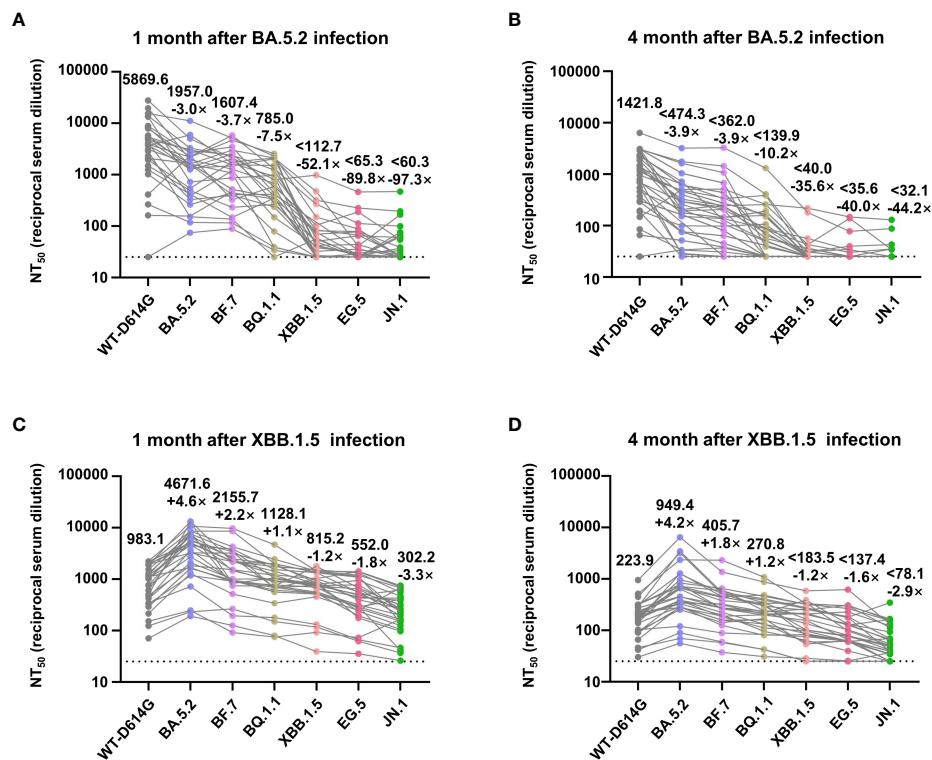 A
1 month after BA.5.2 infection
NT50 (reciprocal serum dilution)
100000
10000
1000
100
10
5869.6
1957.0
-3.0×
1607.4
-3.7×
785.0
-7.5×
<112.7
-52.1×
<65.3
-89.8×
<60.3
-97.3×
WT-D614G
BA.5.2
BF.7
BQ.1.1
XBB.1.5
EG.5
JN.1
B
4 month after BA.5.2 infection
NT50 (reciprocal serum dilution)
100000
10000
1000
100
10
1421.8
<474.3
-3.9×
<362.0
-3.9×
<139.9
-10.2×
<40.0
-35.6×
<35.6
-40.0×
<32.1
-44.2×
WT-D614G
BA.5.2
BF.7
BQ.1.1
XBB.1.5
EG.5
JN.1
C
1 month after XBB.1.5 infection
NT50 (reciprocal serum dilution)
100000
10000
1000
100
10
983.1
4671.6
+4.6×
2155.7
+2.2×
1128.1
+1.1×
815.2
-1.2×
552.0
-1.8×
302.2
-3.3×
WT-D614G
BA.5.2
BF.7
BQ.1.1
XBB.1.5
EG.5
JN.1
D
4 month after XBB.1.5 infection
NT50 (reciprocal serum dilution)
100000
10000
1000
100
10
223.9
949.4
+4.2×
405.7
+1.8×
270.8
+1.2×
<183.5
-1.2×
<137.4
-1.6×
<78.1
-2.9×
WT-D614G
BA.5.2
BF.7
BQ.1.1
XBB.1.5
EG.5
JN.1